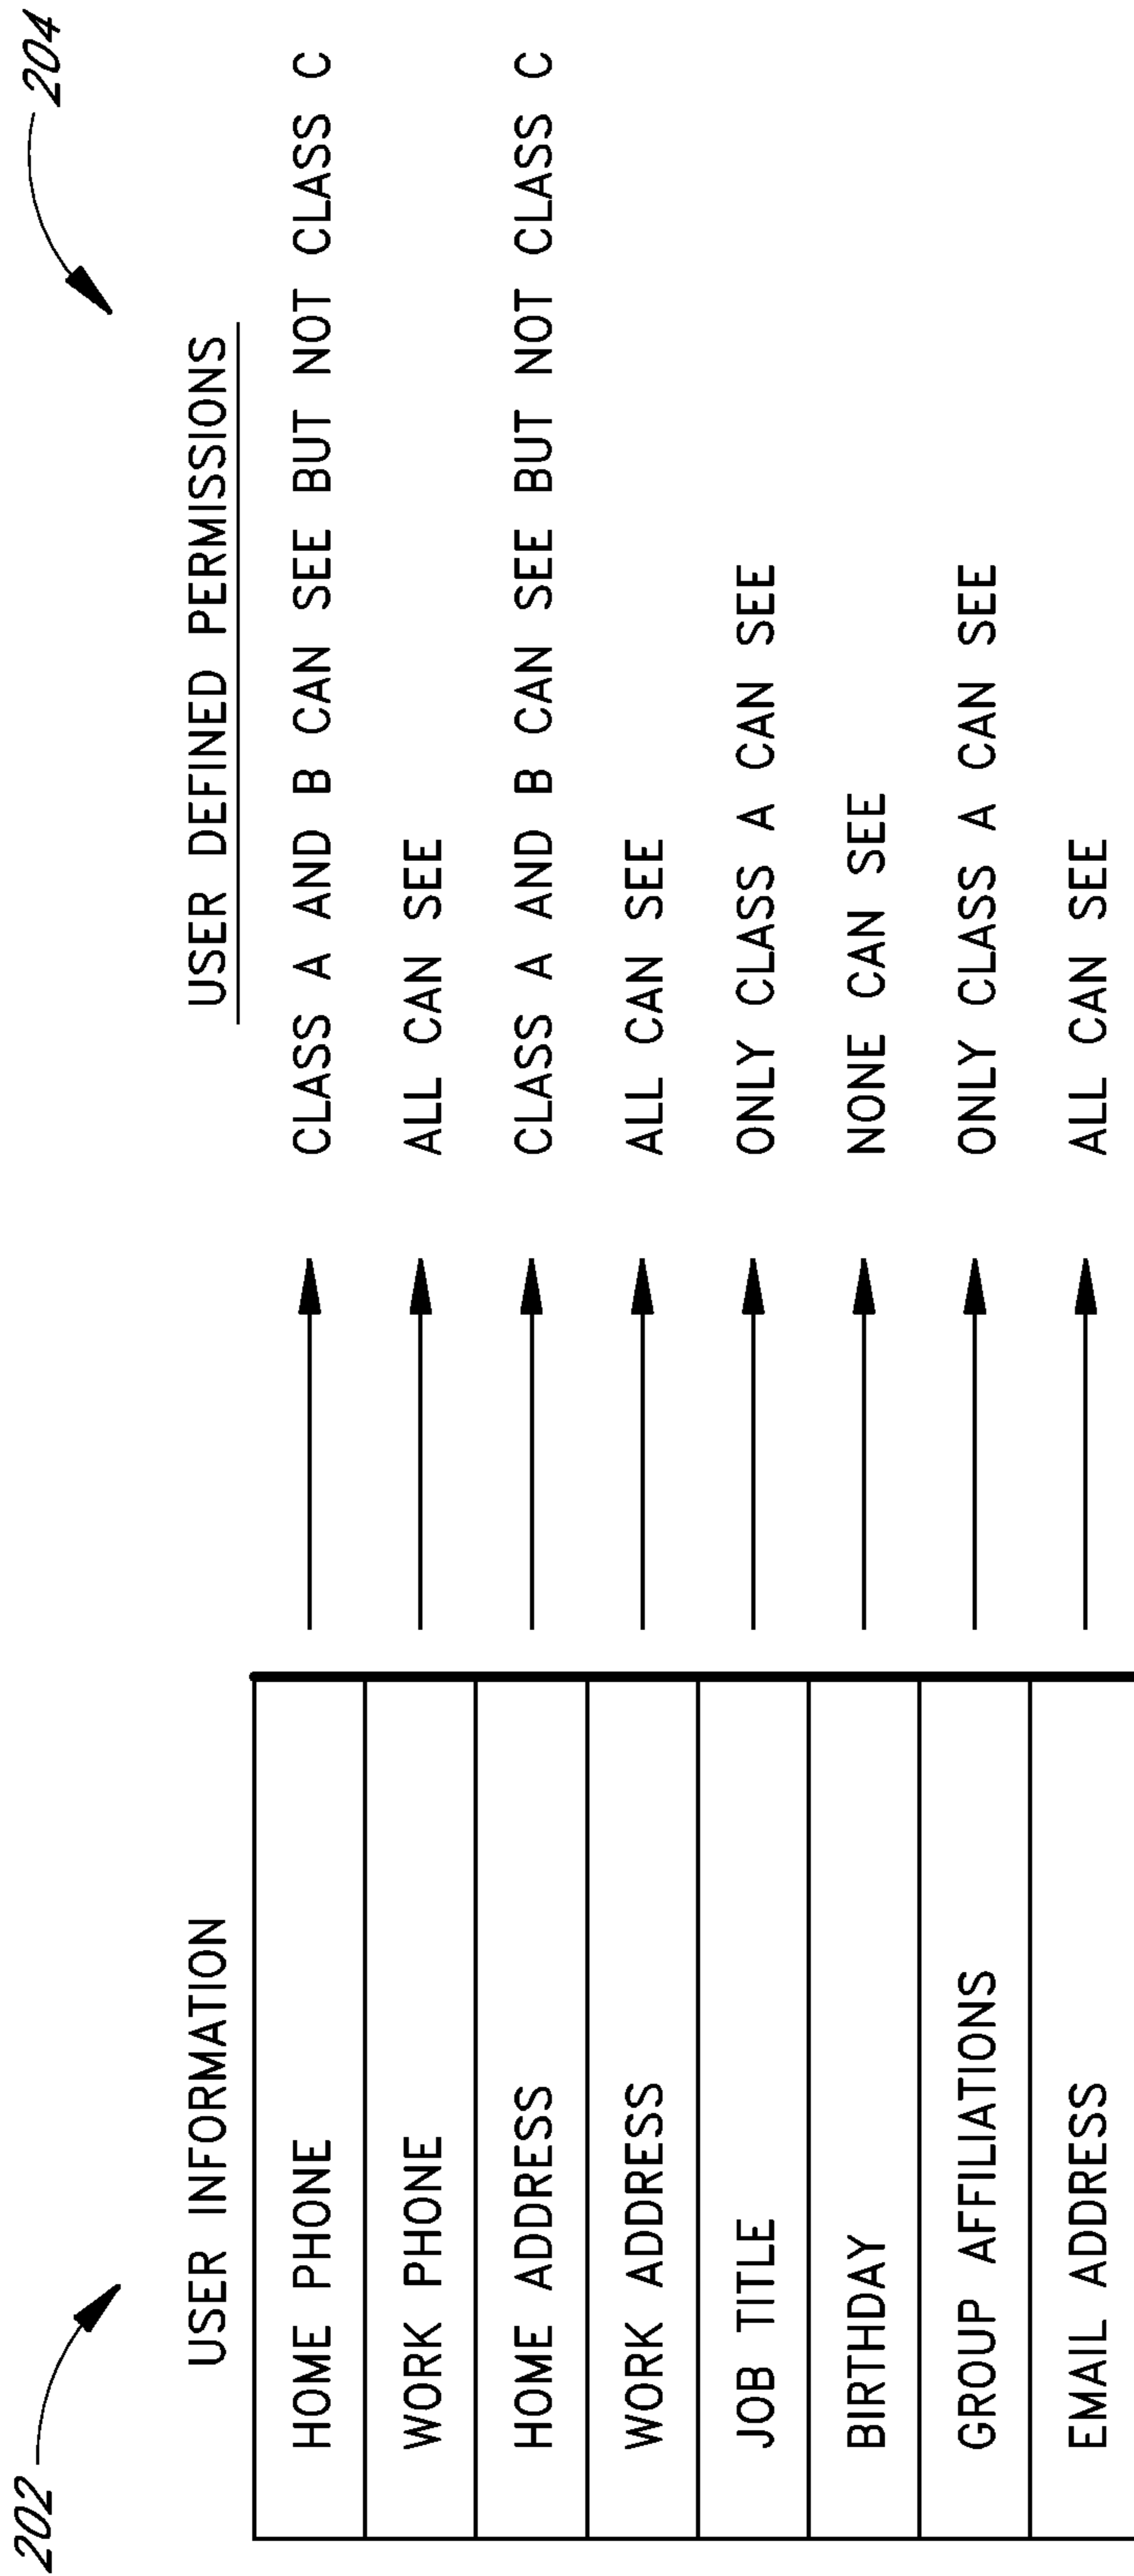 202
204
USER INFORMATION
USER DEFINED PERMISSIONS
HOME PHONE CLASS A AND B CAN SEE BUT NOT CLASS C
WORK PHONE ALL CAN SEE
HOME ADDRESS CLASS A AND B CAN SEE BUT NOT CLASS C
WORK ADDRESS ALL CAN SEE
JOB TITLE ONLY CLASS A CAN SEE
BIRTHDAY NONE CAN SEE
GROUP AFFILIATIONS ONLY CLASS A CAN SEE
EMAIL ADDRESS ALL CAN SEE